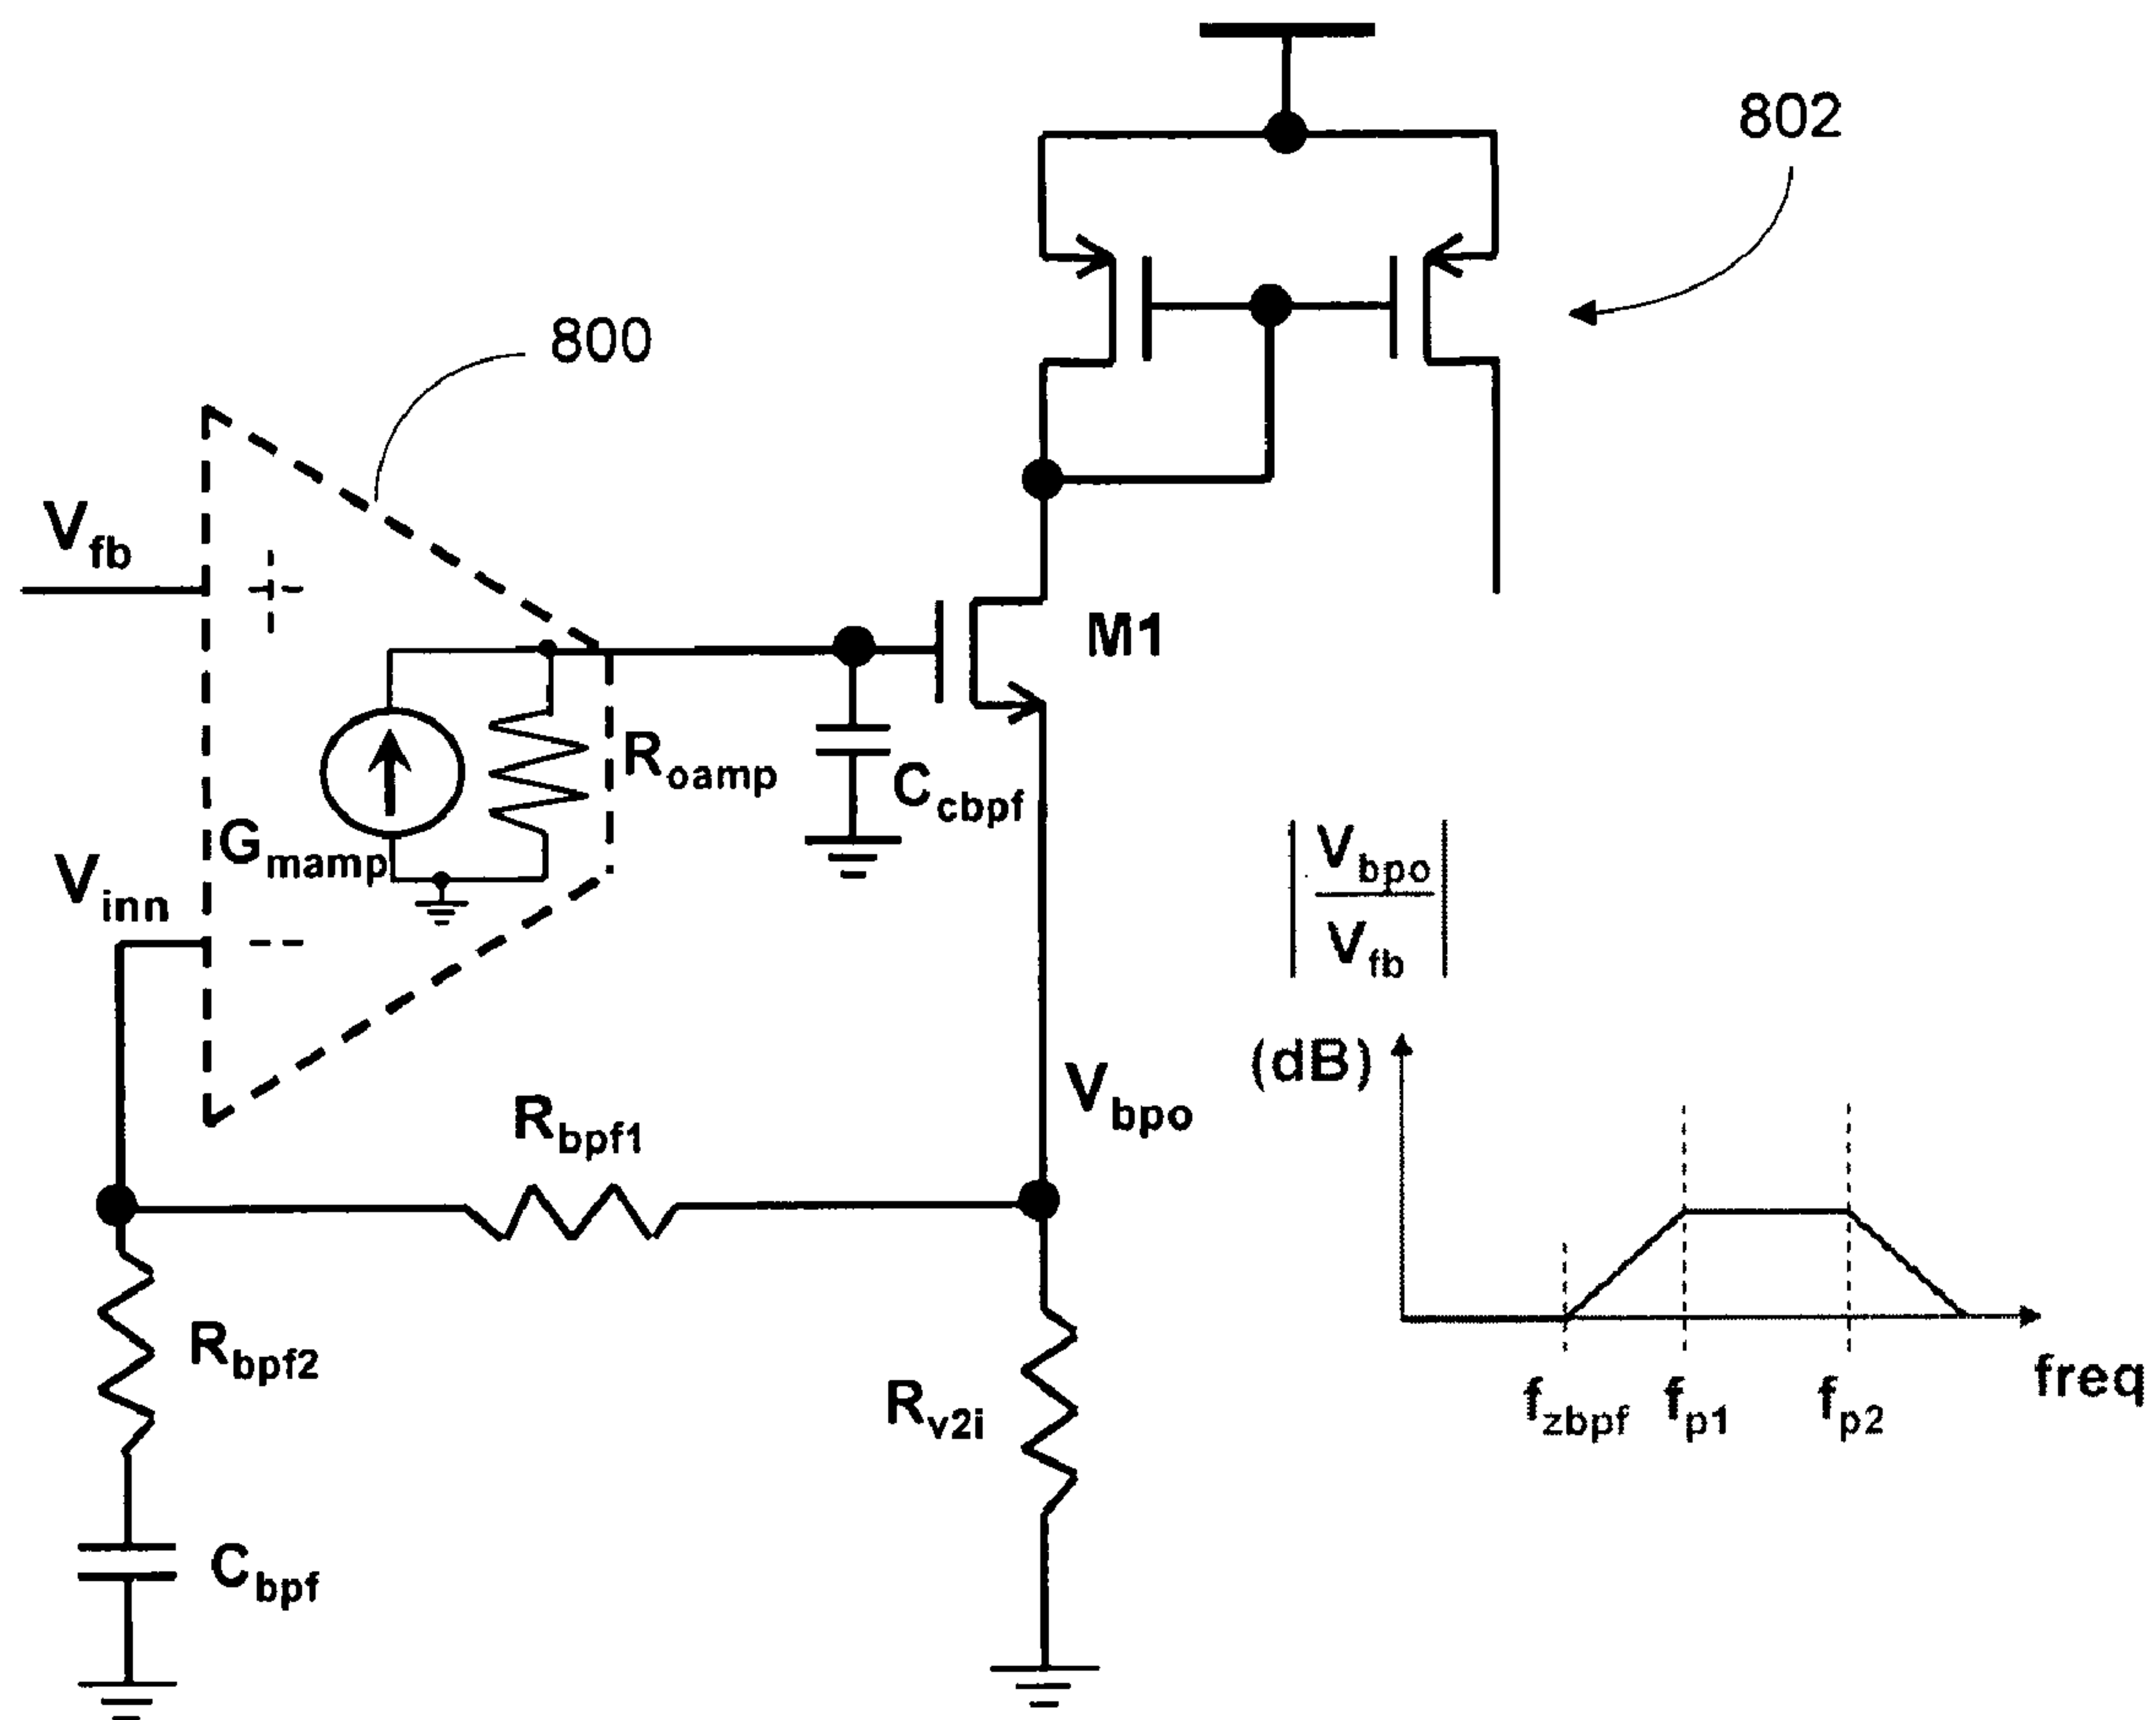 802
800
V_fb
M1
R_oamp
C_cbpf
G_mamp
V_inn
V_bpo
V_fb
(dB)
V_bpo
R_bpf1
R_bpf2
R_v2i
f_zbpf f_p1 f_p2 freq
C_bpf